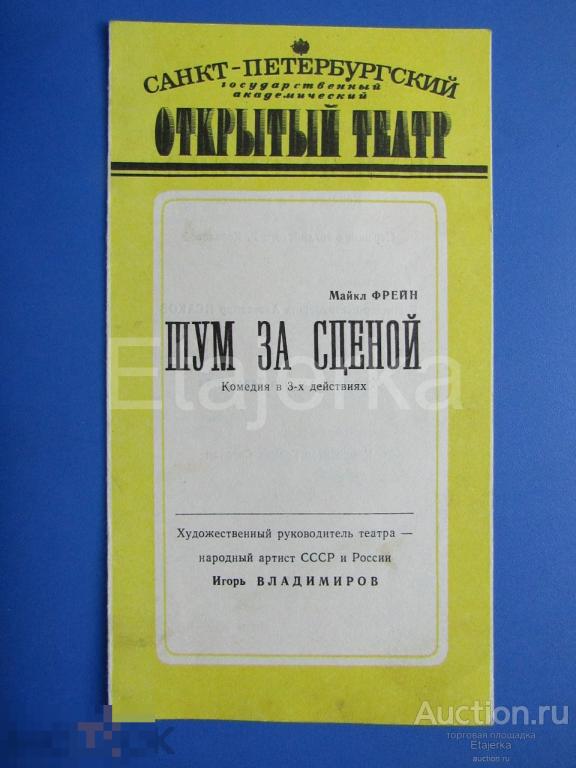 САНКТ-ПЕТЕРБУРГСКИЙ
государственный
академический
ОТКРЫТЫЙ ТЕАТР
Майкл ФРЕЙН
ШУМ ЗА СЦЕНОЙ
Комедия в 3-х действиях
Etajerka
Художественный руководитель театра —
народный артист СССР и России
Игорь ВЛАДИМИРОВ
Auction.ru
торговая площадка
Etajerka
auction.ru